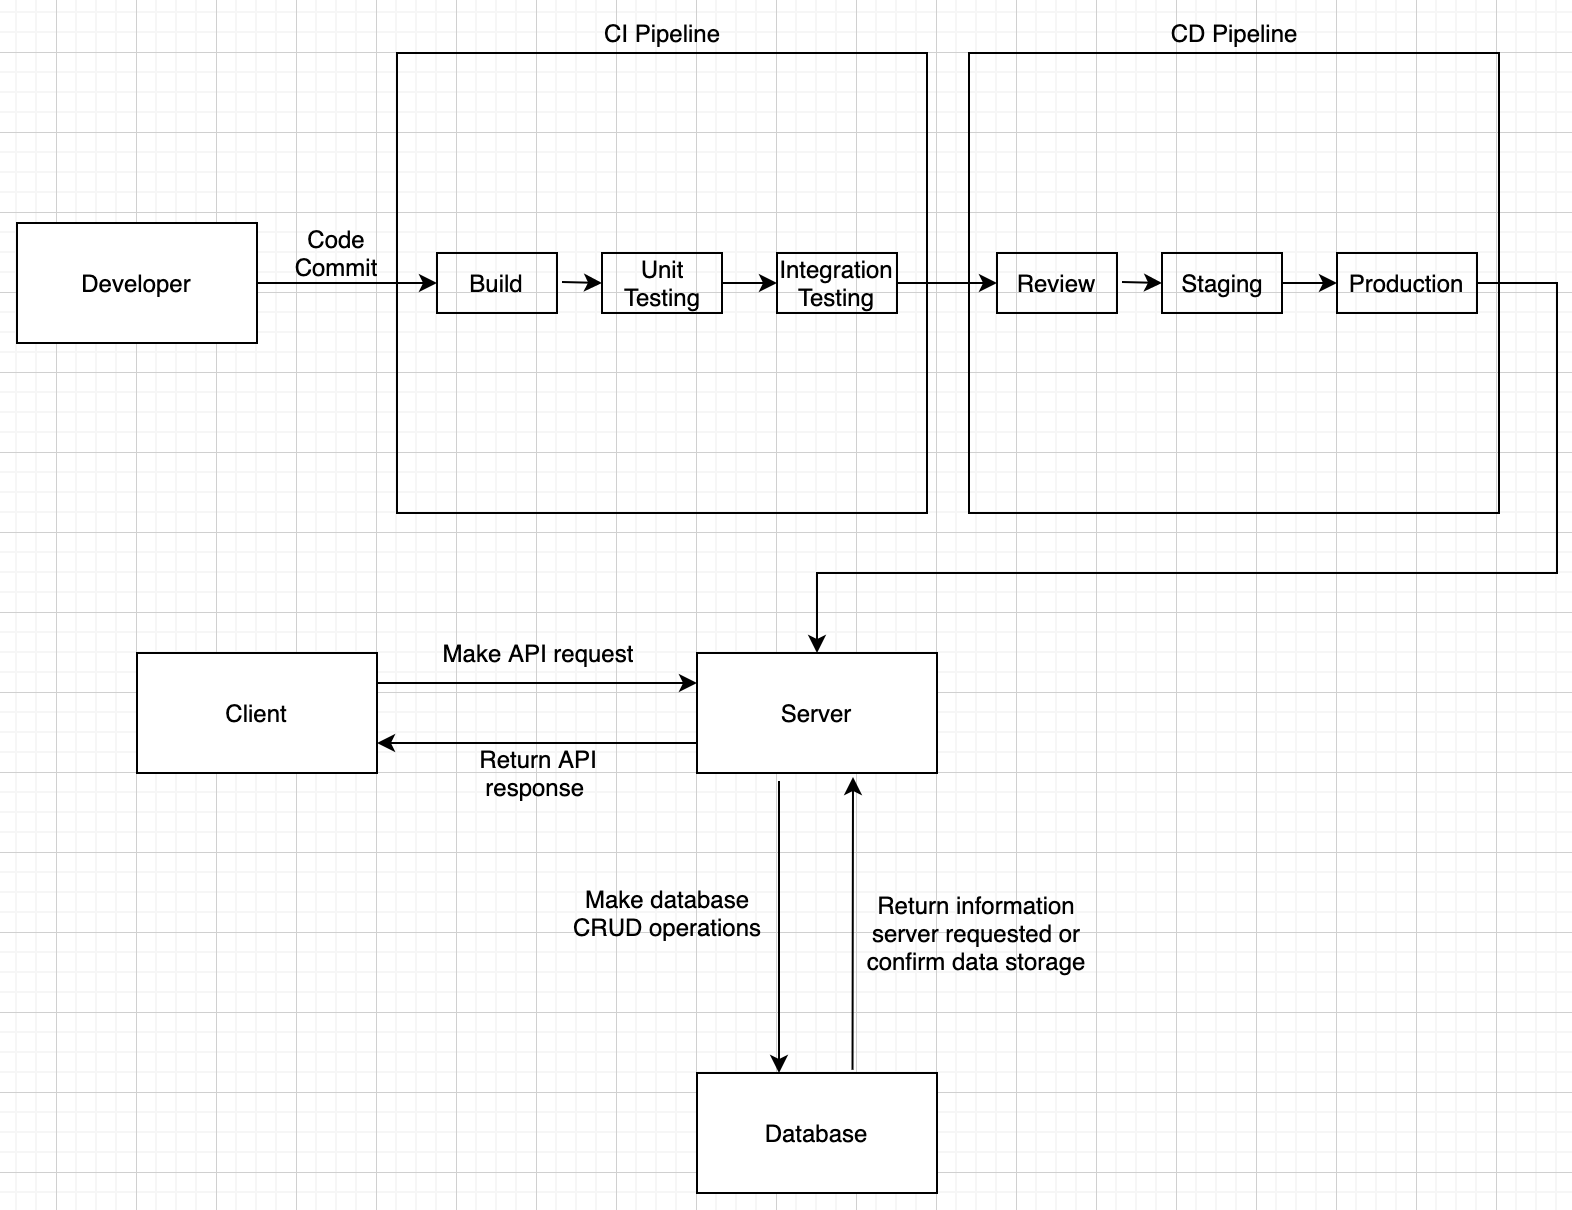 CI Pipeline
CD Pipeline
Code
Commit
Developer
Build
Unit
Testing
Integration
Testing
Review
Staging
Production
Make API request
Client
Server
Return API
response
Make database
CRUD operations
Return information
server requested or
confirm data storage
Database